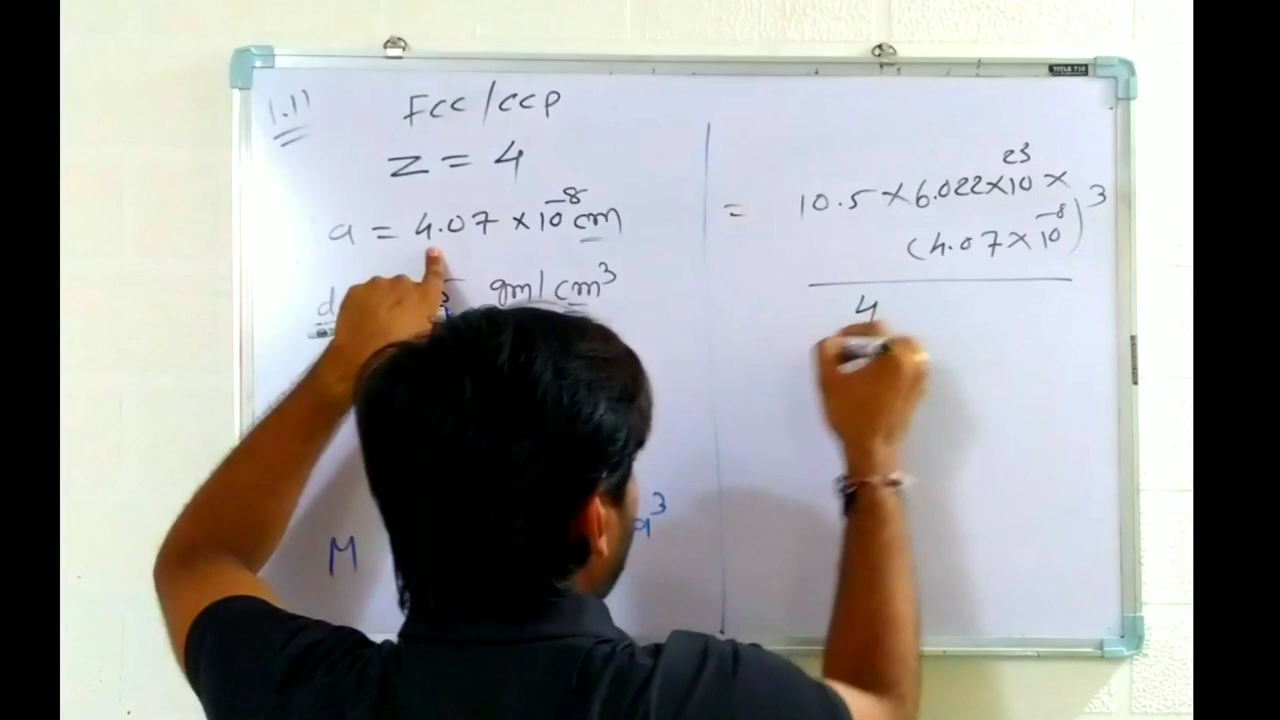 1.11
FCC/CCP
Z = 4
a = 4.07 × 10⁻⁸ cm
d gm/cm³
M a³
= 10.5 × 6.022 × 10²³ ×
(4.07 × 10⁻⁸)³
4